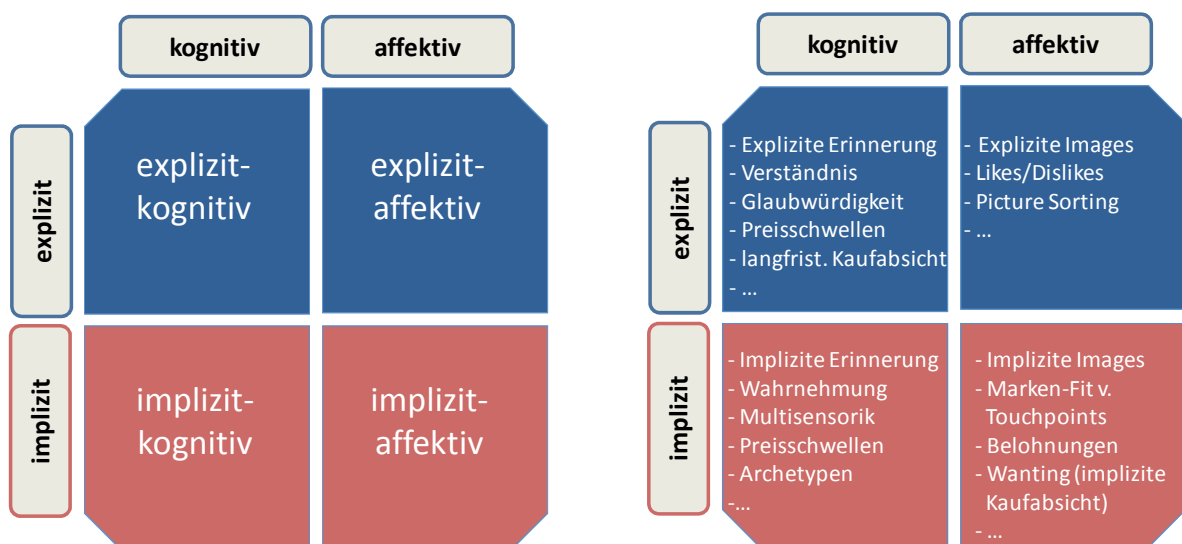 kognitiv
affektiv
explizit
implizit
explizit-
kognitiv
explizit-
affektiv
implizit-
kognitiv
implizit-
affektiv
kognitiv
affektiv
explizit
implizit
- Explizite Erinnerung
- Verständnis
- Glaubwürdigkeit
- Preisschwellen
- langfrist. Kaufabsicht
- ...
- Explizite Images
- Likes/Dislikes
- Picture Sorting
- ...
- Implizite Erinnerung
- Wahrnehmung
- Multisensorik
- Preisschwellen
- Archetypen
-...
- Implizite Images
- Marken-Fit v.
Touchpoints
- Belohnungen
- Wanting (implizite
Kaufabsicht)
- ...